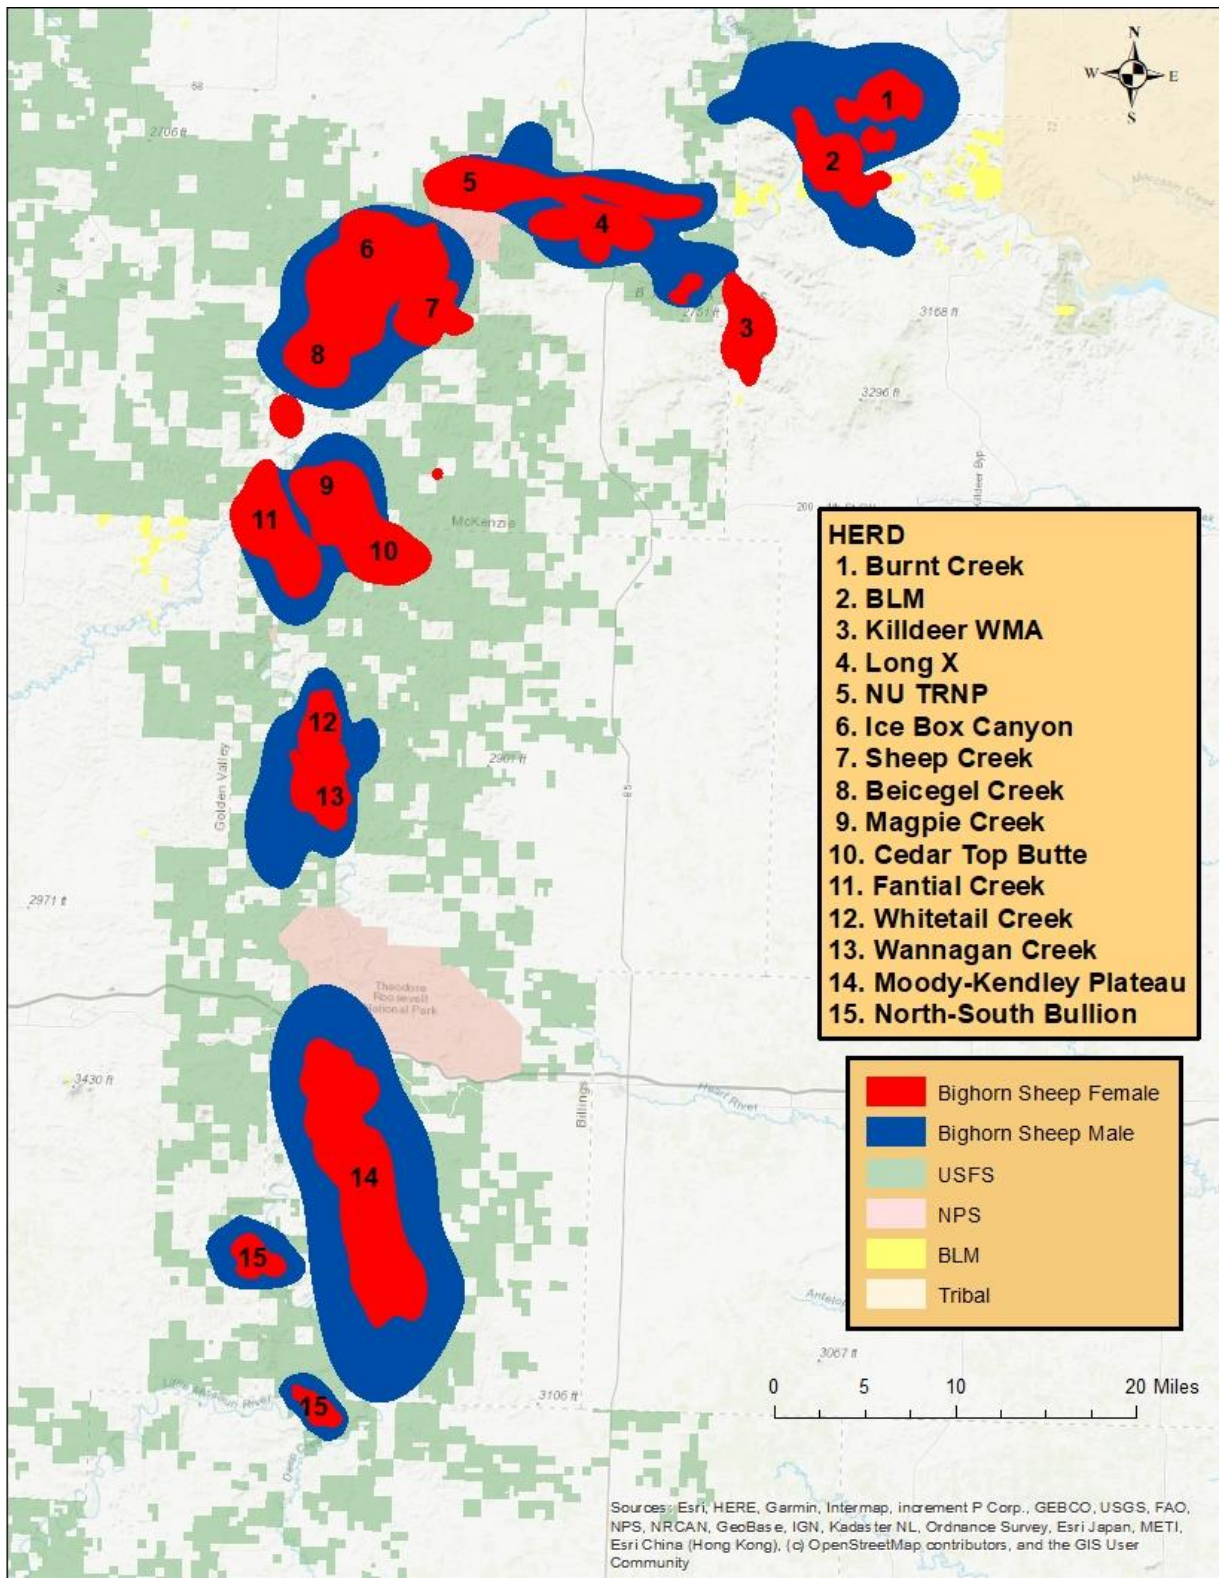 N
W E
S
68
2706 ft
1
2
5
4
6
7
3
8
2751 ft
3168 ft
3296 ft
Killdeer Byp
9
11
10
McKenzie
200
HERD
1. Burnt Creek
2. BLM
3. Killdeer WMA
4. Long X
5. NU TRNP
6. Ice Box Canyon
7. Sheep Creek
8. Beicegel Creek
9. Magpie Creek
10. Cedar Top Butte
11. Fantial Creek
12. Whitetail Creek
13. Wannagan Creek
14. Moody-Kendley Plateau
15. North-South Bullion
12
13
Golden Valley
85
2971 ft
Theodore
Roosevelt
National Park
3430 ft
Heart River
Billings
Bighorn Sheep Female
Bighorn Sheep Male
USFS
NPS
BLM
Tribal
14
15
3067 ft
3106 ft
Little Missouri River
15
0 5 10 20 Miles
Sources: Esri, HERE, Garmin, Intermap, increment P Corp., GEBCO, USGS, FAO,
NPS, NRCAN, GeoBase, IGN, Kadaster NL, Ordnance Survey, Esri Japan, METI,
Esri China (Hong Kong), (c) OpenStreetMap contributors, and the GIS User
Community